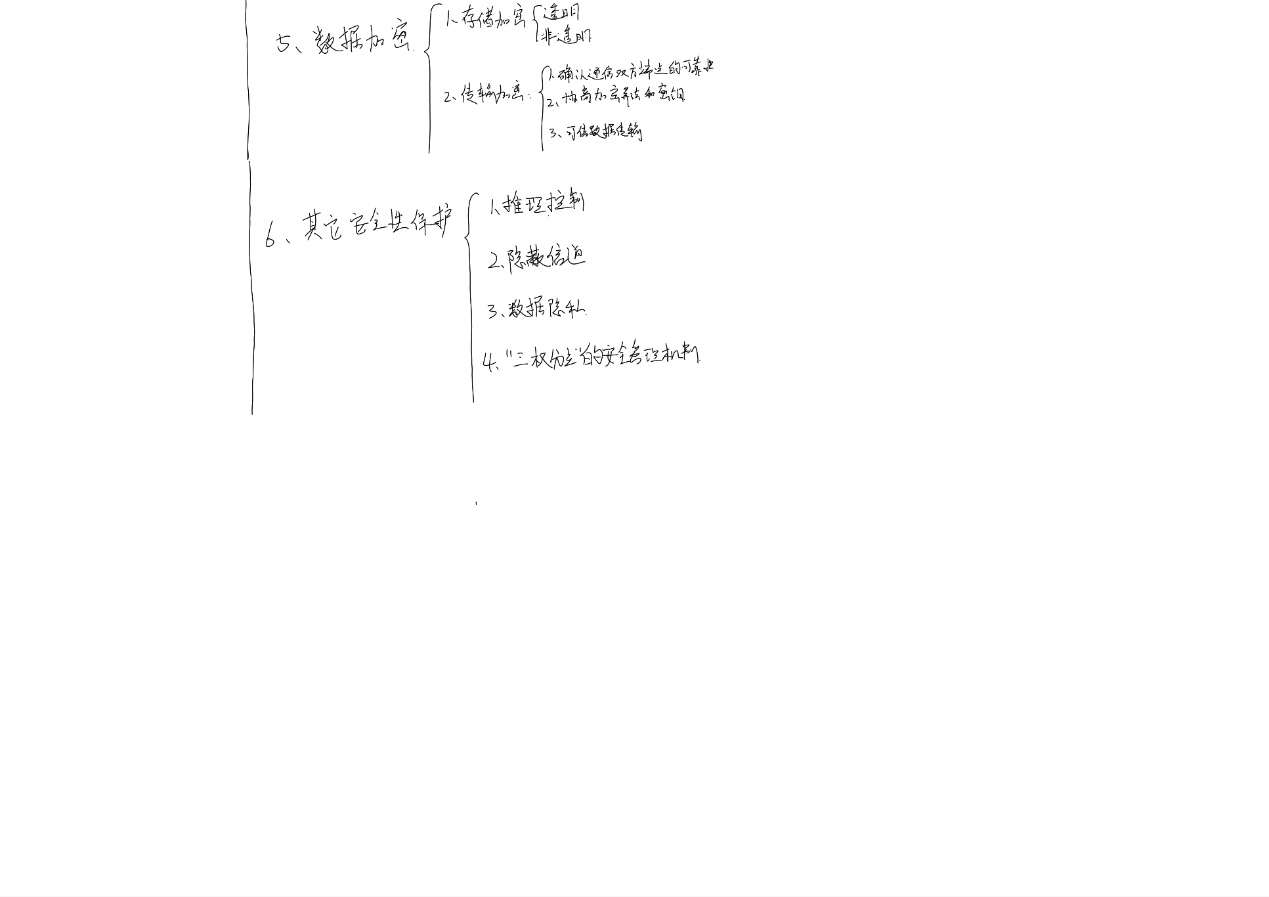 5、数据加密
1、存储加密
透明
非透明
2、传输加密:
1、确认通信双方端点的可靠性
2、协商加密算法和密钥
3、可信数据传输
6、其它安全性保护
1、推理控制
2、隐蔽信道
3、数据隐私
4、"三权分立"的安全管理机制